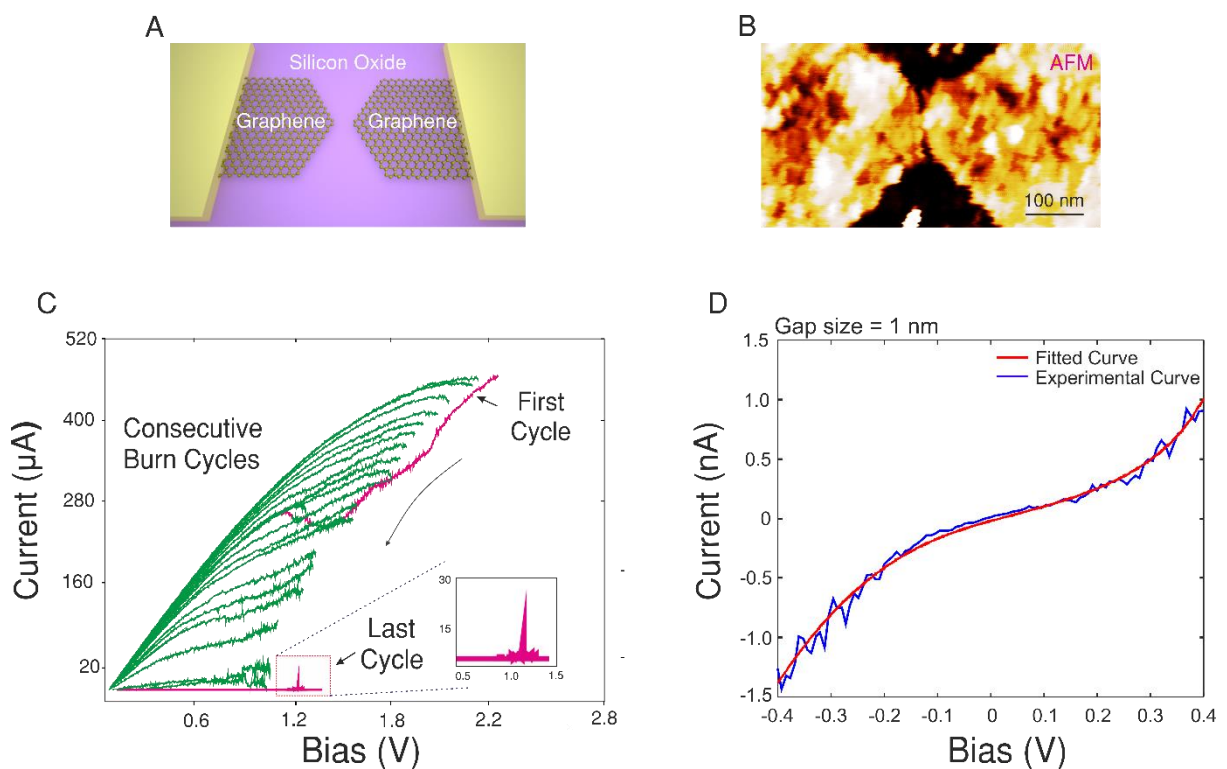 A
Silicon Oxide
Graphene
Graphene
B
AFM
100 nm
C
520
400
280
160
20
Current (µA)
Consecutive
Burn Cycles
First
Cycle
Last
Cycle
30
15
0.5
1.0
1.5
0.6
1.2
1.8
2.2
2.8
Bias (V)
D
Gap size = 1 nm
Fitted Curve
Experimental Curve
1.5
1.0
0.5
0
-0.5
-1.0
-1.5
Current (nA)
-0.4
-0.3
-0.2
-0.1
0
0.1
0.2
0.3
0.4
Bias (V)